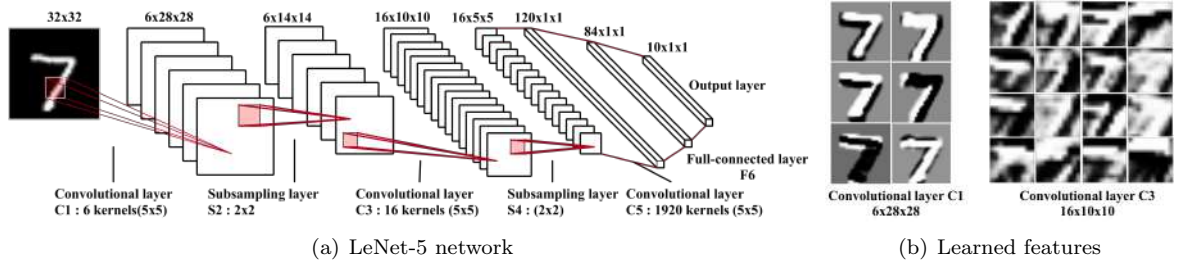 32x32
6x28x28
6x14x14
16x10x10
16x5x5
120x1x1
84x1x1
10x1x1
Output layer
Full-connected layer
F6
Convolutional layer
C1 : 6 kernels(5x5)
Subsampling layer
S2 : 2x2
Convolutional layer
C3 : 16 kernels (5x5)
Subsampling layer
S4 : (2x2)
Convolutional layer
C5 : 1920 kernels (5x5)
(a) LeNet-5 network
Convolutional layer C1
6x28x28
Convolutional layer C3
16x10x10
(b) Learned features